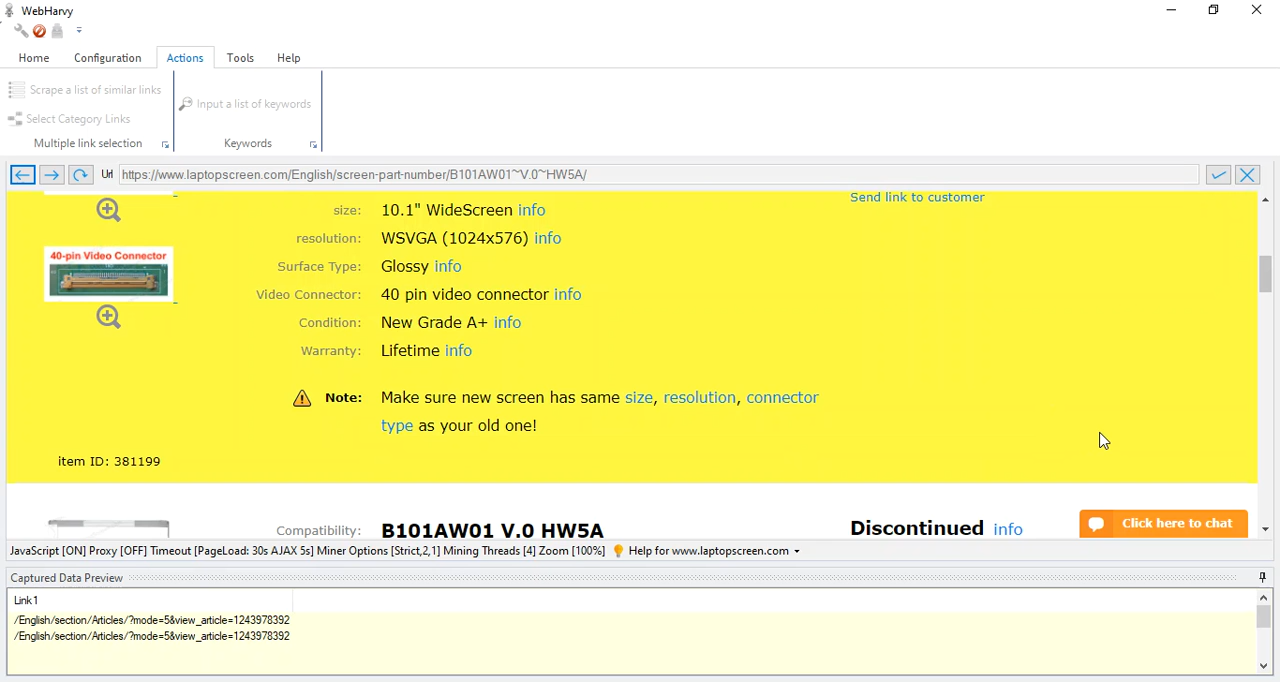 WebHarvy
Home Configuration Actions Tools Help
Scrape a list of similar links
Select Category Links
Multiple link selection
Input a list of keywords
Keywords
Url https://www.laptopscreen.com/English/screen-part-number/B101AW01~V.0~HW5A/
Send link to customer
size: 10.1" WideScreen info
resolution: WSVGA (1024x576) info
Surface Type: Glossy info
40-pin Video Connector
Video Connector: 40 pin video connector info
Condition: New Grade A+ info
Warranty: Lifetime info
Note: Make sure new screen has same size, resolution, connector
type as your old one!
item ID: 381199
Compatibility: B101AW01 V.0 HW5A
Discontinued info
Click here to chat
JavaScript [ON] Proxy [OFF] Timeout [PageLoad: 30s AJAX 5s] Miner Options [Strict,2,1] Mining Threads [4] Zoom [100%] Help for www.laptopscreen.com
Captured Data Preview
Link1
/English/section/Articles/?mode=5&view_article=1243978392
/English/section/Articles/?mode=5&view_article=1243978392